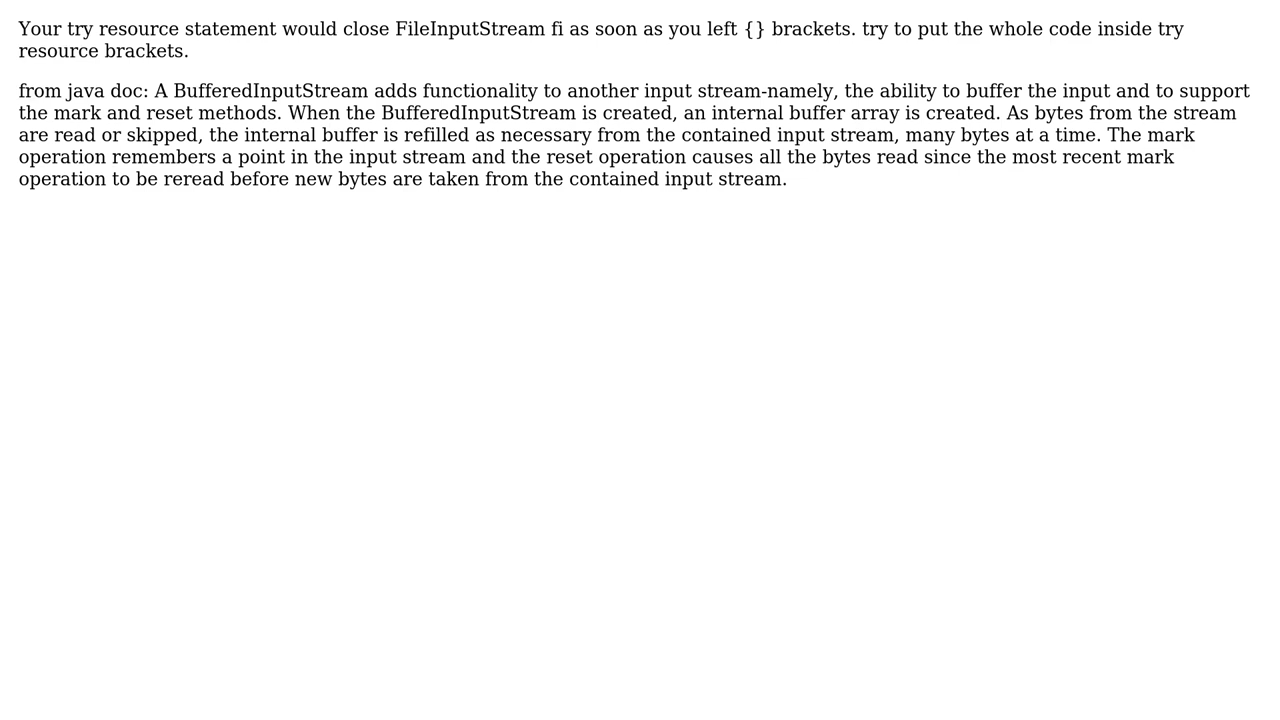 Your try resource statement would close FileInputStream fi as soon as you left {} brackets. try to put the whole code inside try
resource brackets.
from java doc: A BufferedInputStream adds functionality to another input stream-namely, the ability to buffer the input and to support
the mark and reset methods. When the BufferedInputStream is created, an internal buffer array is created. As bytes from the stream
are read or skipped, the internal buffer is refilled as necessary from the contained input stream, many bytes at a time. The mark
operation remembers a point in the input stream and the reset operation causes all the bytes read since the most recent mark
operation to be reread before new bytes are taken from the contained input stream.